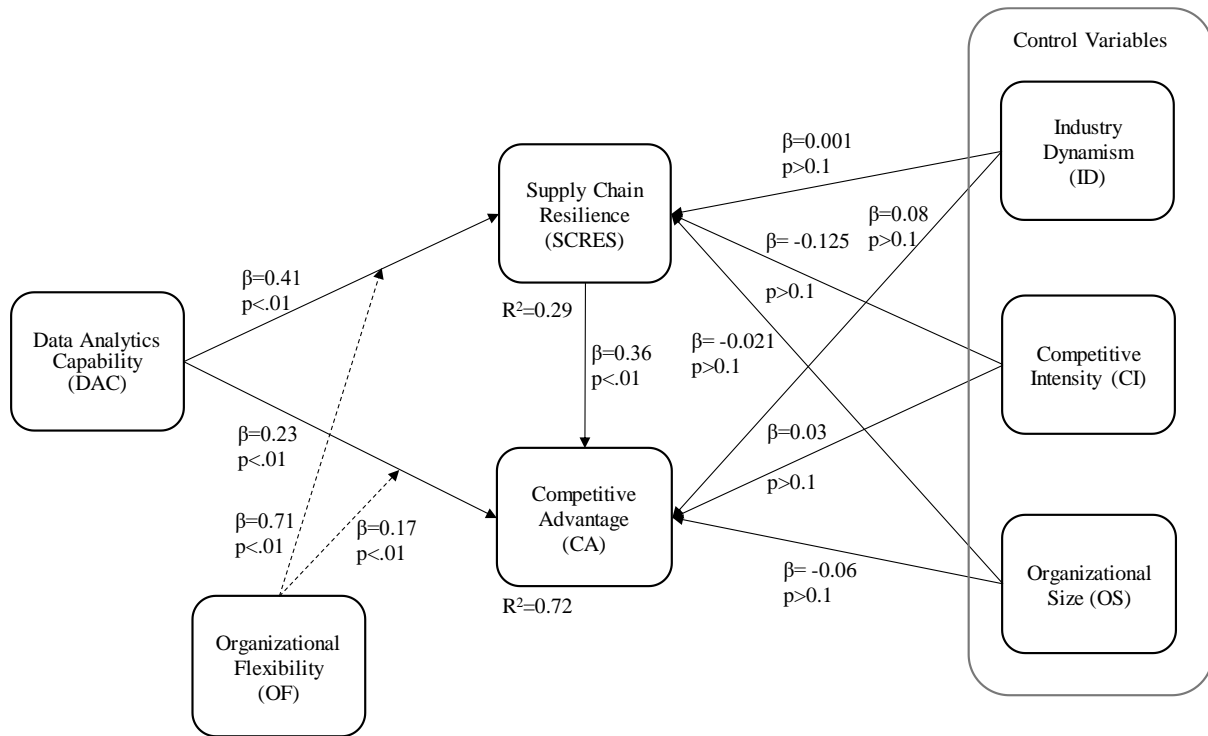 Control Variables
Industry
Dynamism
(ID)
β=0.001
p>0.1
Supply Chain
Resilience
(SCRES)
β=0.08
p>0.1
β= -0.125
p>0.1
β=0.41
p<.01
R²=0.29
Data Analytics
Capability
(DAC)
β=0.36
p<.01
β= -0.021
p>0.1
Competitive
Intensity (CI)
β=0.23
p<.01
β=0.03
p>0.1
Competitive
Advantage
(CA)
β=0.71
p<.01
β=0.17
p<.01
β= -0.06
p>0.1
Organizational
Size (OS)
R²=0.72
Organizational
Flexibility
(OF)